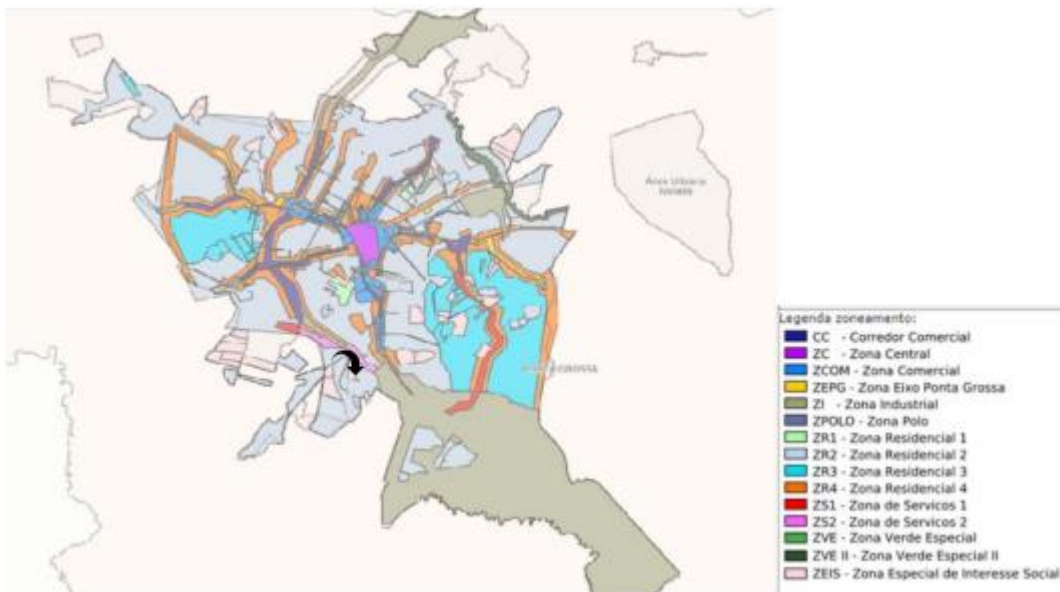 Área Urbana
Legenda zoneamento:
CC - Corredor Comercial
ZC - Zona Central
ZCOM - Zona Comercial
ZEPG - Zona Eixo Ponta Grossa
ZI - Zona Industrial
ZPOLO - Zona Polo
ZR1 - Zona Residencial 1
ZR2 - Zona Residencial 2
ZR3 - Zona Residencial 3
ZR4 - Zona Residencial 4
ZS1 - Zona de Servicos 1
ZS2 - Zona de Servicos 2
ZVE - Zona Verde Especial
ZVE II - Zona Verde Especial II
ZEIS - Zona Especial de Interesse Social